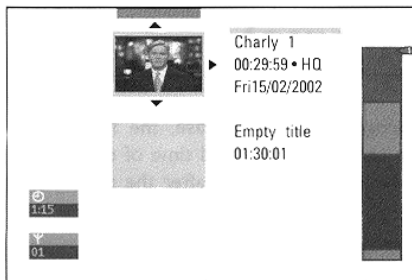 Charly 1
00:29:59 • HQ
Fri15/02/2002
Empty title
01:30:01
1:15
01